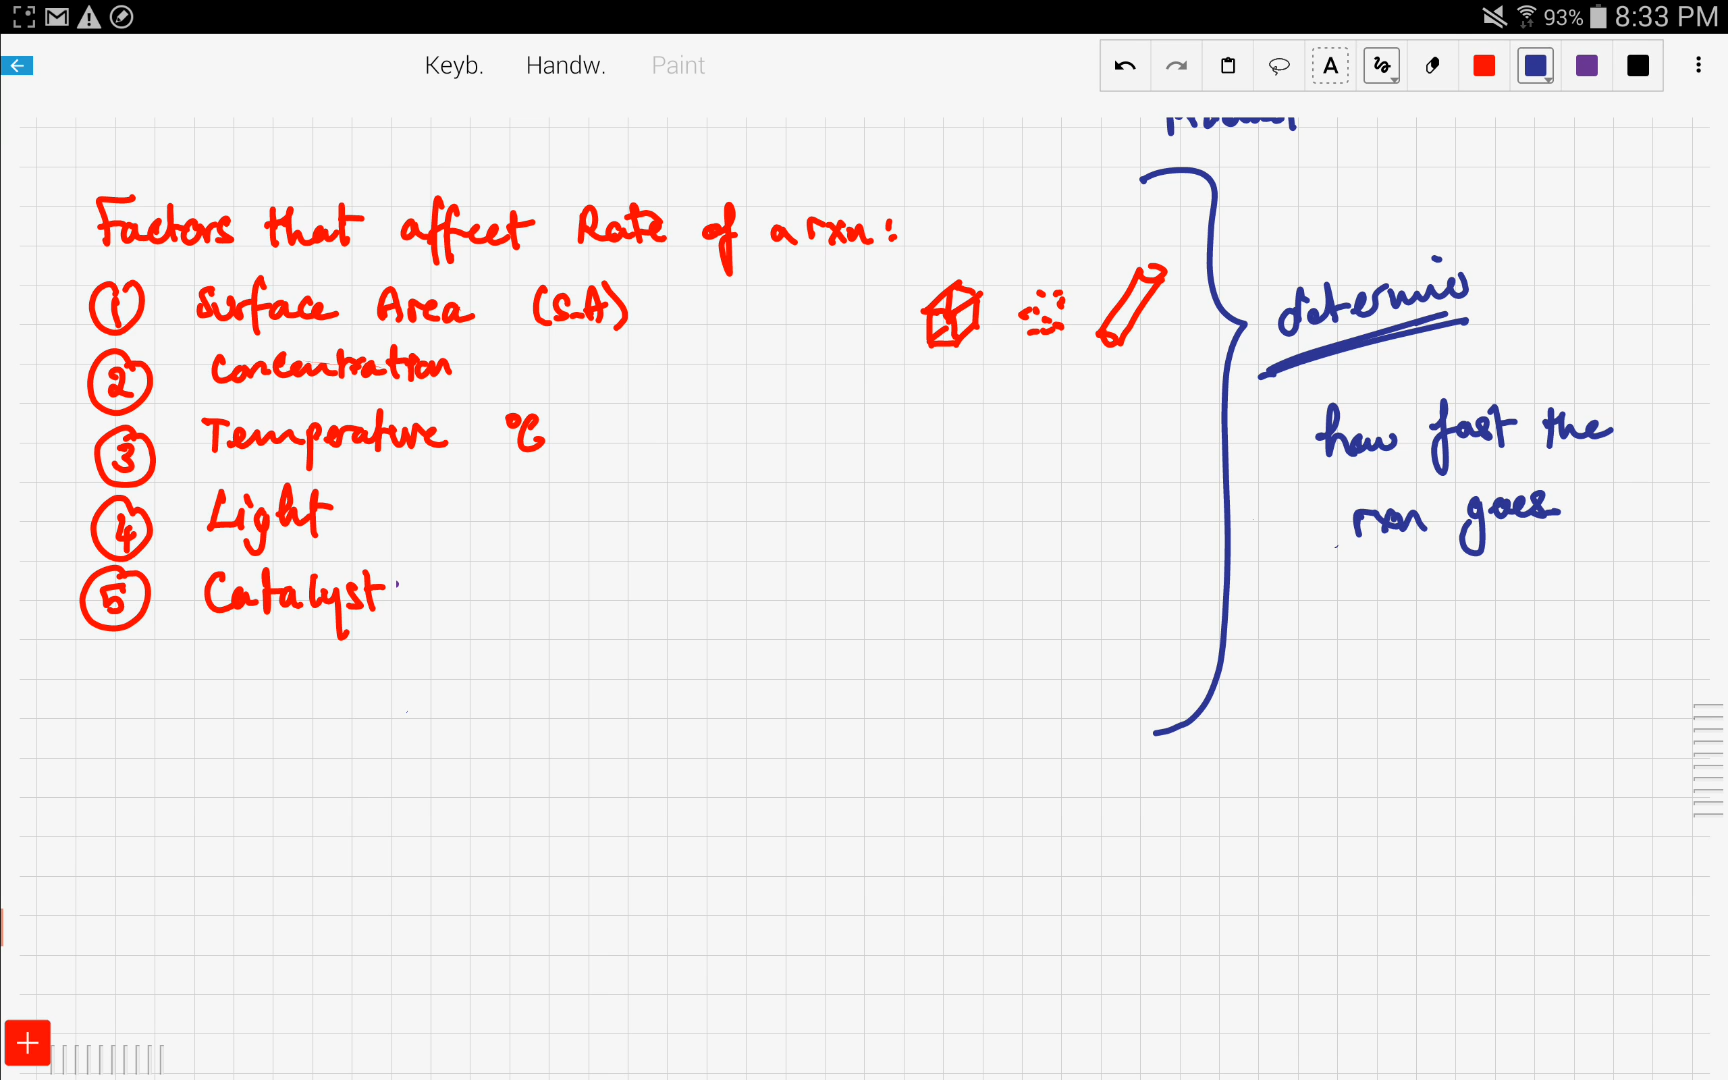 93% 8:33 PM
Keyb. Handw. Paint
A
Factors that affect Rate of a rxn:
① Surface Area (S.A)
② Concentration
③ Temperature °C
④ Light
⑤ Catalyst
determins
how fast the
rxn goes